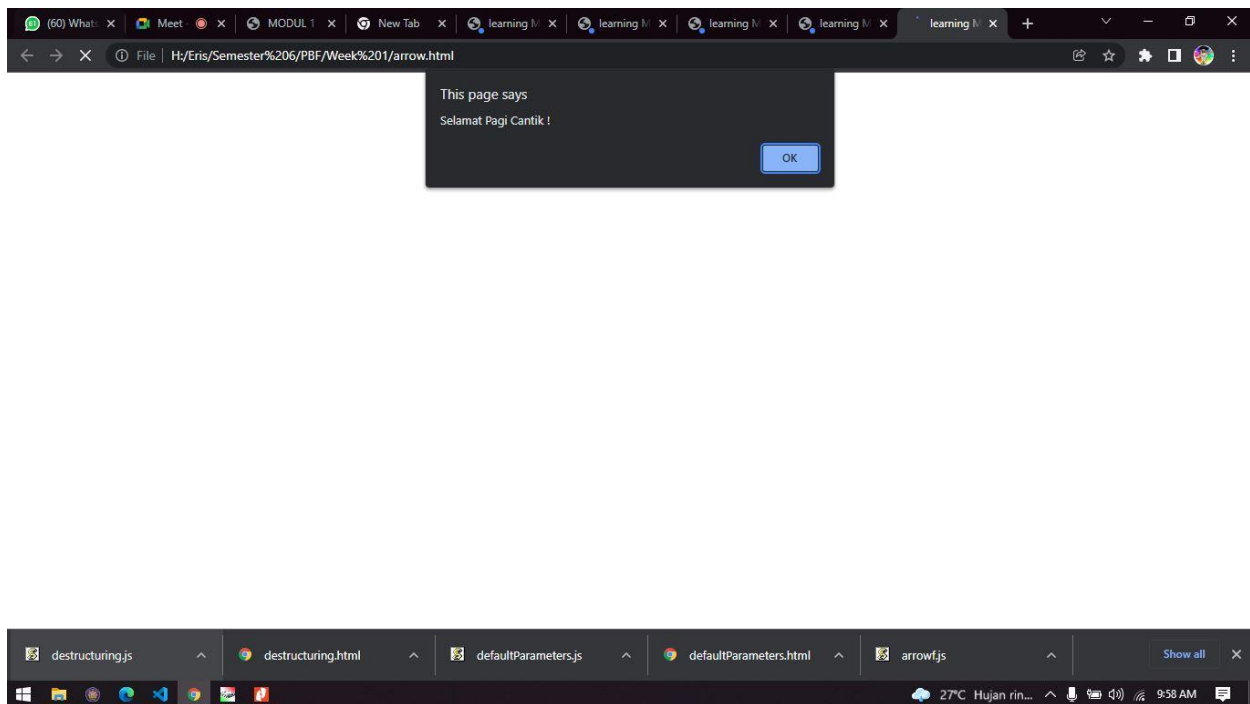 (60) Whats
Meet -
MODUL 1
New Tab
learning M
learning M
learning M
learning M
learning M
File | H:/Eris/Semester%206/PBF/Week%201/arrow.html
This page says
Selamat Pagi Cantik !
OK
destructuring.js
destructuring.html
defaultParameters.js
defaultParameters.html
arrowf.js
Show all
27°C Hujan rin...
9:58 AM